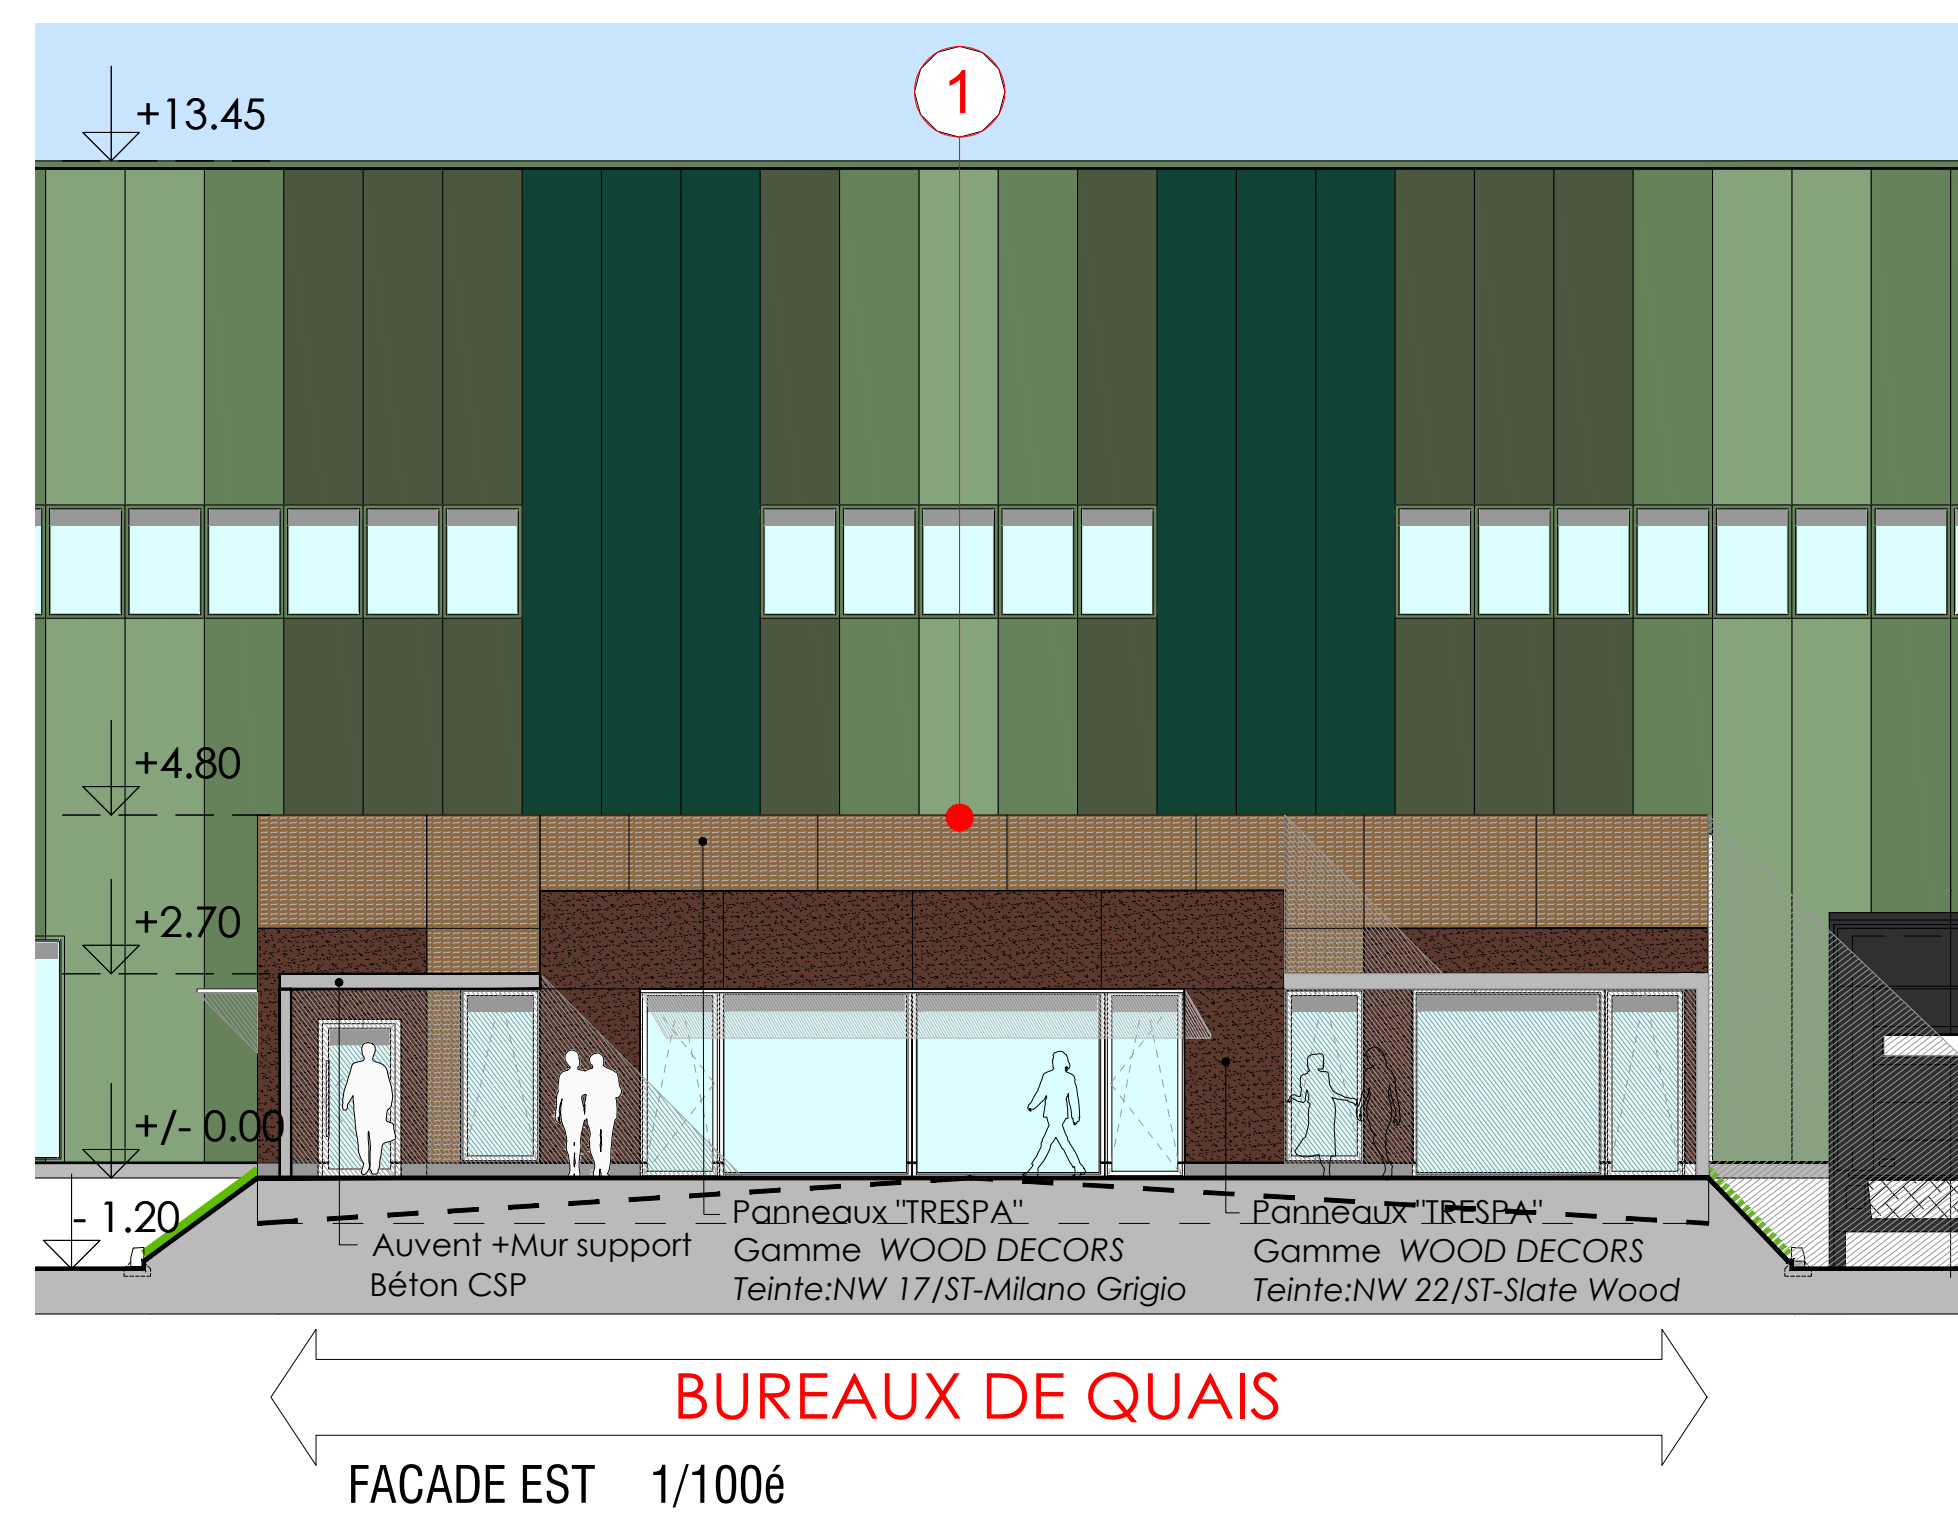 1
+13.45
+4.80
+2.70
+/- 0.00
- 1.20
Auvent +Mur support
Béton CSP
Panneaux "TRESPA"
Gamme WOOD DECORS
Teinte:NW 17/ST-Milano Grigio
Panneaux "TRESPA"
Gamme WOOD DECORS
Teinte:NW 22/ST-Slate Wood
BUREAUX DE QUAIS
FACADE EST 1/100é